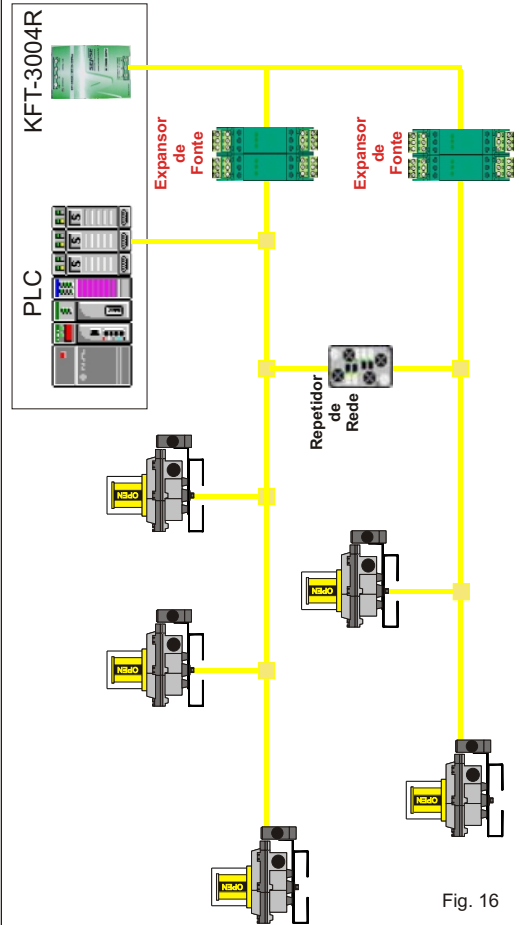 KFT-3004R
PLC
Expansor
de
Fonte
Expansor
de
Fonte
Repetidor
de
Rede
OPEN
OPEN
OPEN
OPEN
OPEN
Fig. 16